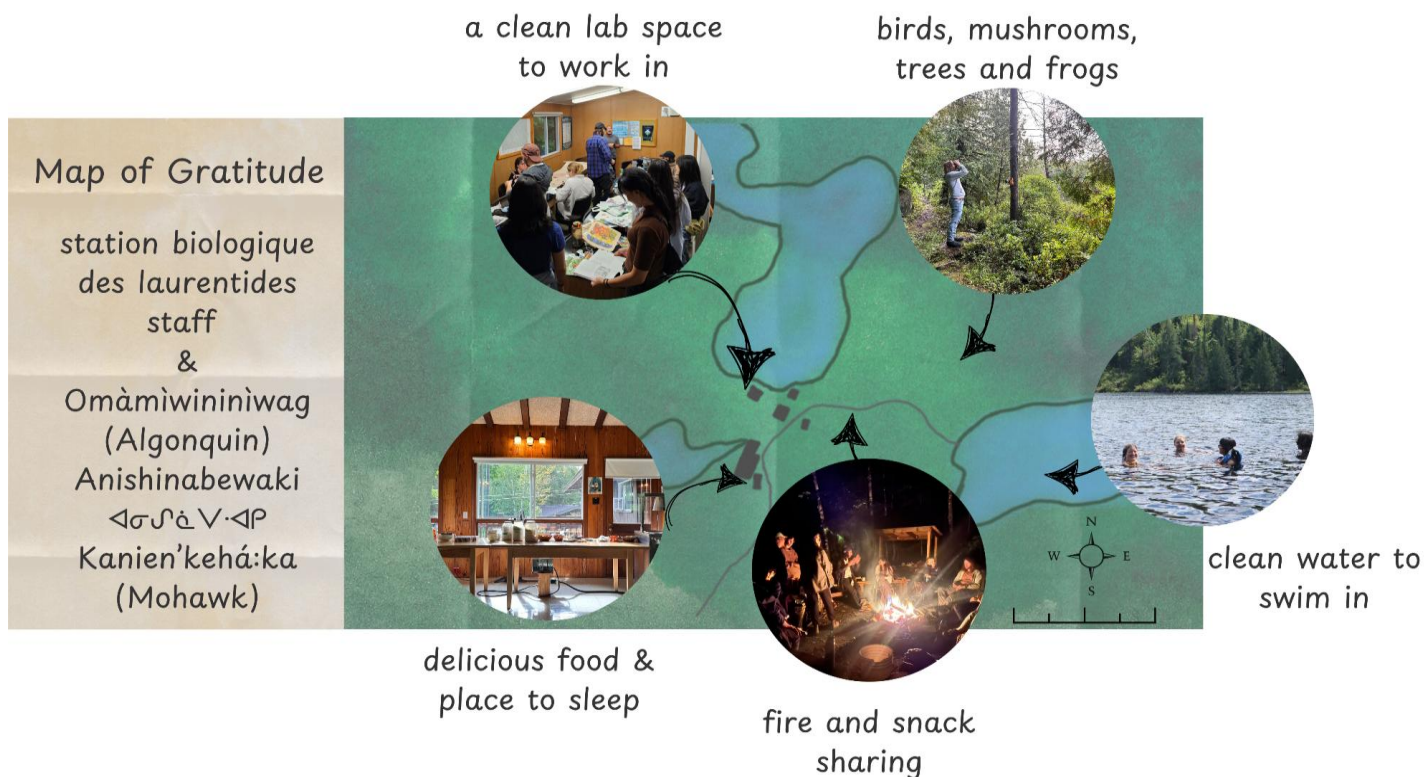 a clean lab space
to work in
birds, mushrooms,
trees and frogs
Map of Gratitude
station biologique
des laurentides
staff
&
Omàmìwininìwag
(Algonquin)
Anishinabewaki
ᐊᓂᔑᓈᐯᐗᑭ
Kanien'kehá:ka
(Mohawk)
N
W E
S
clean water to
swim in
delicious food &
place to sleep
fire and snack
sharing